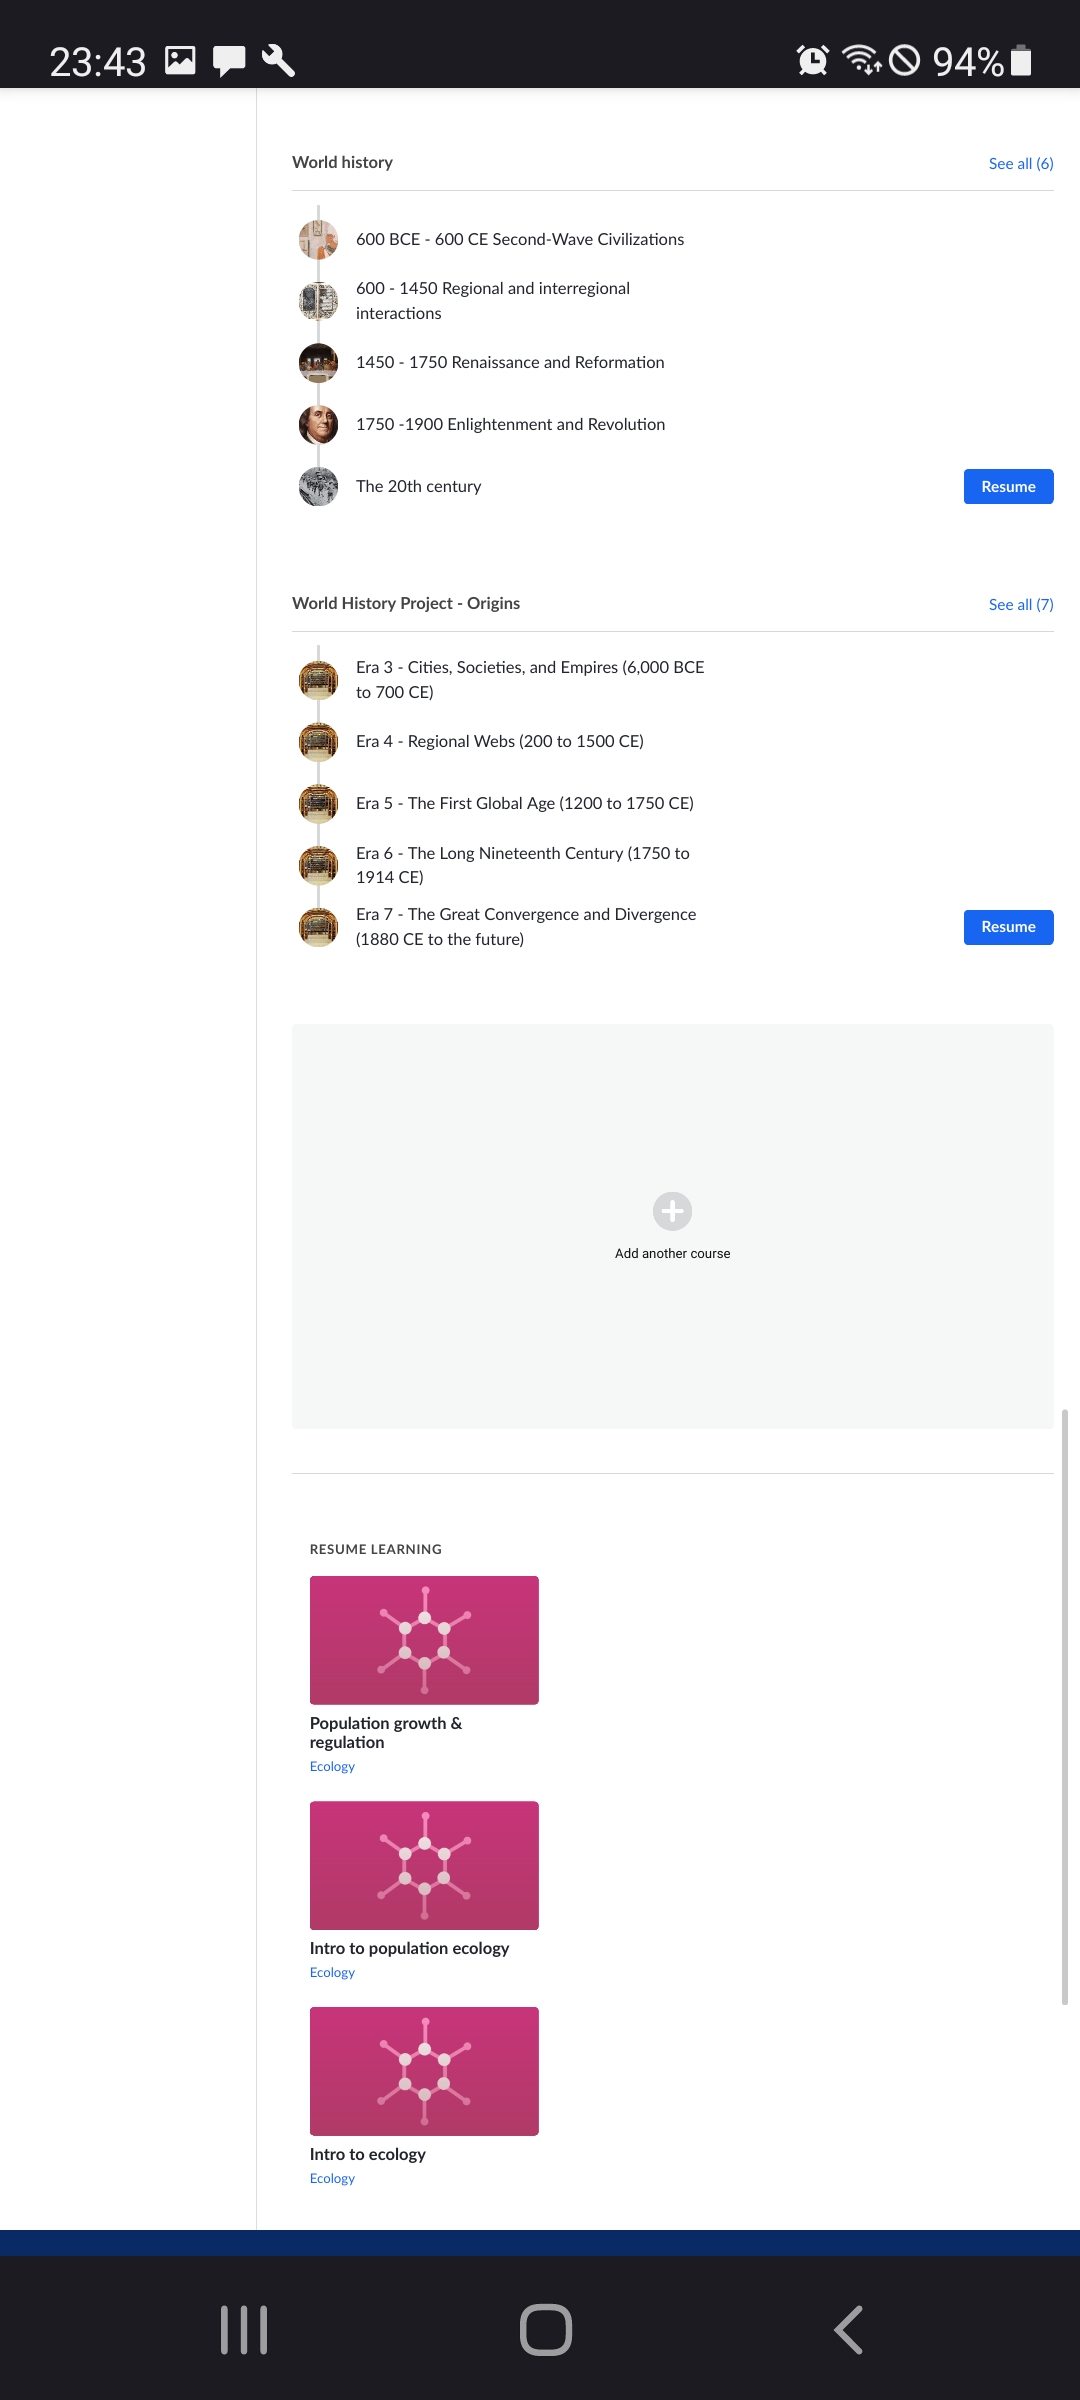 23:43
94%
World history
See all (6)
600 BCE - 600 CE Second-Wave Civilizations
600 - 1450 Regional and interregional
interactions
1450 - 1750 Renaissance and Reformation
1750 -1900 Enlightenment and Revolution
The 20th century
Resume
World History Project - Origins
See all (7)
Era 3 - Cities, Societies, and Empires (6,000 BCE
to 700 CE)
Era 4 - Regional Webs (200 to 1500 CE)
Era 5 - The First Global Age (1200 to 1750 CE)
Era 6 - The Long Nineteenth Century (1750 to
1914 CE)
Era 7 - The Great Convergence and Divergence
(1880 CE to the future)
Resume
Add another course
RESUME LEARNING
Population growth &
regulation
Ecology
Intro to population ecology
Ecology
Intro to ecology
Ecology